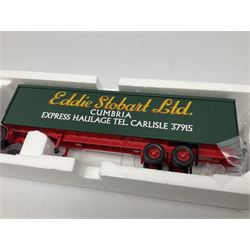 Eddie Stobart Ltd.
CUMBRIA
EXPRESS HAULAGE TEL. CARLISLE 37915